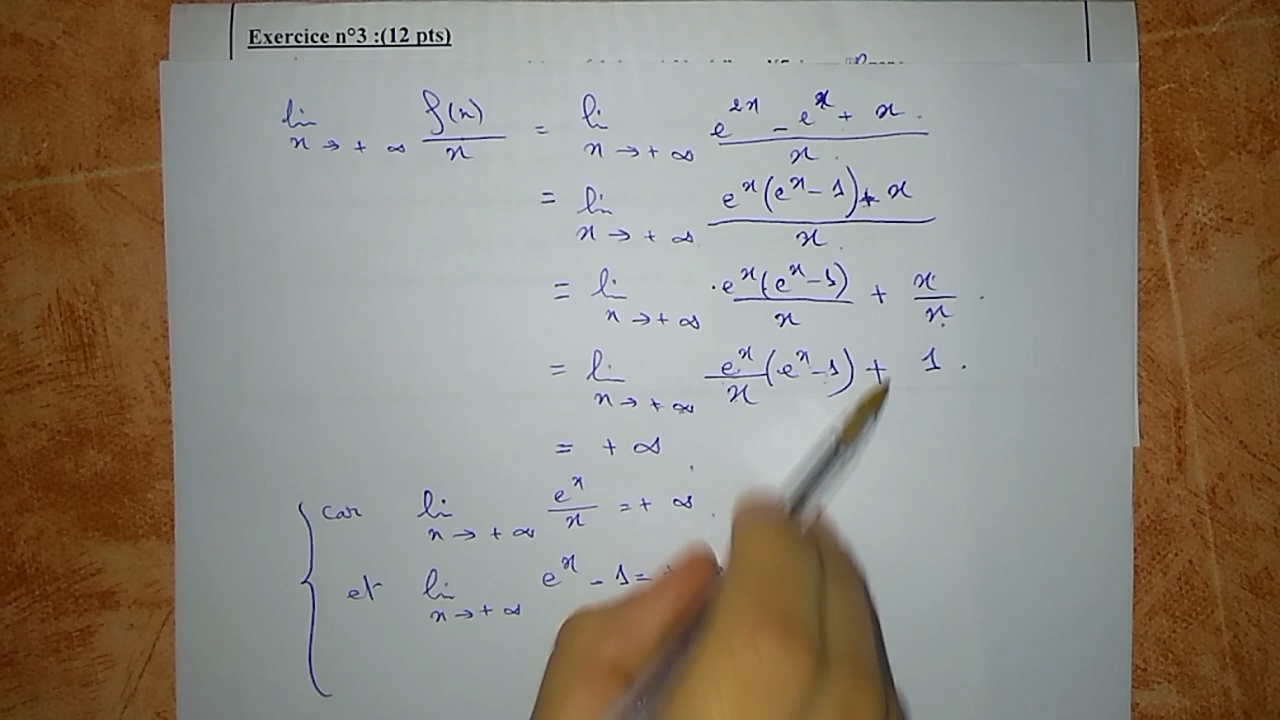 Exercice n°3 :(12 pts)
lim x→+∞ f(x)/x = lim x→+∞ (e^{2x} - e^x + x)/x
= lim x→+∞ (e^x(e^x - 1) + x)/x
= lim x→+∞ e^x(e^x - 1)/x + x/x
= lim x→+∞ e^x/x (e^x - 1) + 1
= +∞
car lim x→+∞ e^x/x = +∞
et lim x→+∞ e^x - 1 =